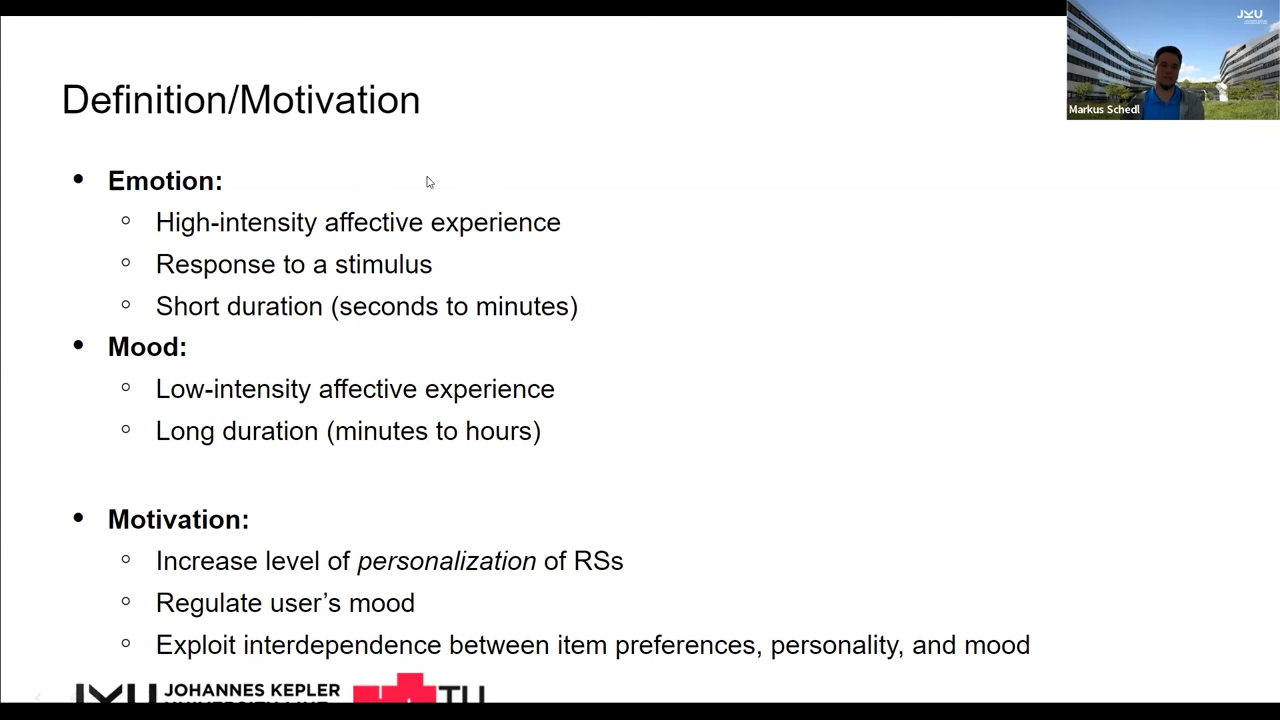 JKU
Markus Schedl
Definition/Motivation
Emotion:
High-intensity affective experience
Response to a stimulus
Short duration (seconds to minutes)
Mood:
Low-intensity affective experience
Long duration (minutes to hours)
Motivation:
Increase level of personalization of RSs
Regulate user’s mood
Exploit interdependence between item preferences, personality, and mood
JKU JOHANNES KEPLER